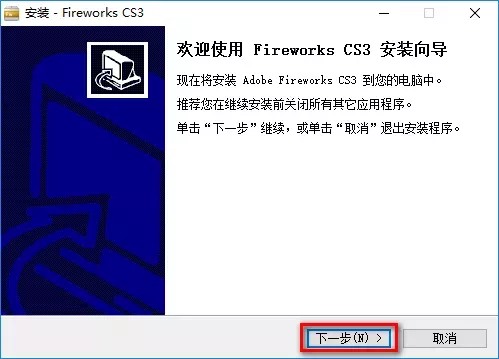 安装 - Fireworks CS3
欢迎使用 Fireworks CS3 安装向导
现在将安装 Adobe Fireworks CS3 到您的电脑中。
推荐您在继续安装前关闭所有其它应用程序。
单击“下一步”继续，或单击“取消”退出安装程序。
下一步(N) >
取消